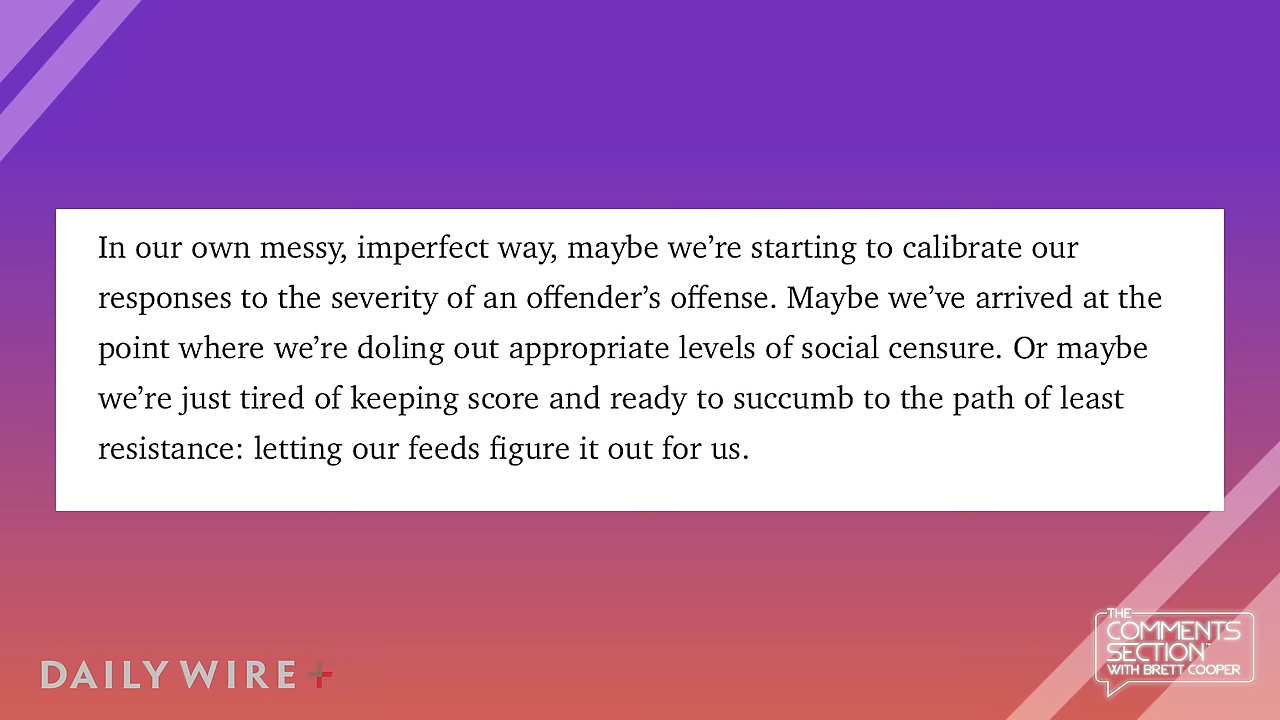 In our own messy, imperfect way, maybe we’re starting to calibrate our
responses to the severity of an offender’s offense. Maybe we’ve arrived at the
point where we’re doling out appropriate levels of social censure. Or maybe
we’re just tired of keeping score and ready to succumb to the path of least
resistance: letting our feeds figure it out for us.
DAILY WIRE +
THE
COMMENTS
SECTION
WITH BRETT COOPER